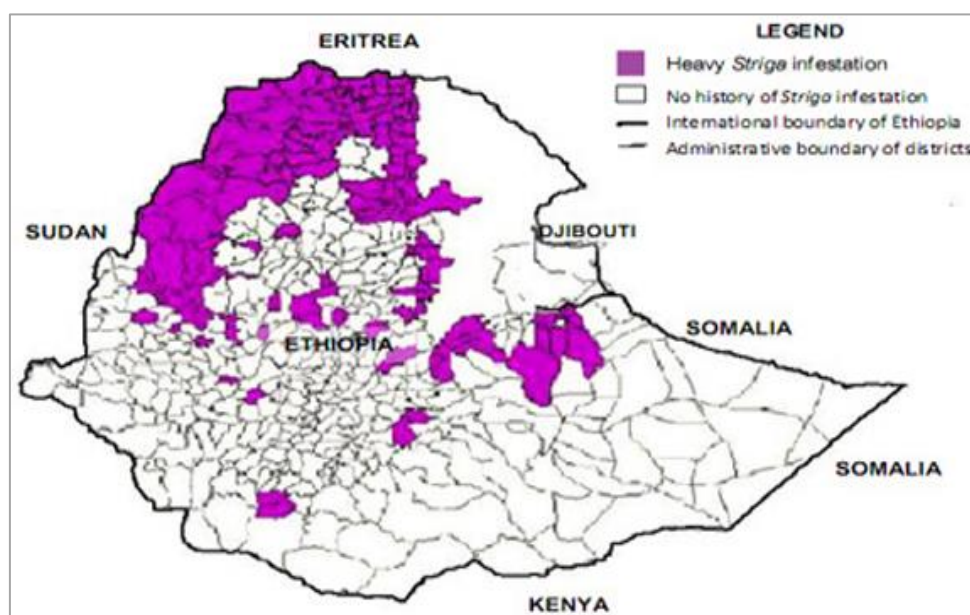 LEGEND
Heavy Striga infestation
No history of Striga infestation
International boundary of Ethiopia
Administrative boundary of districts
ERITREA
SUDAN
DJIBOUTI
SOMALIA
ETHIOPIA
SOMALIA
KENYA